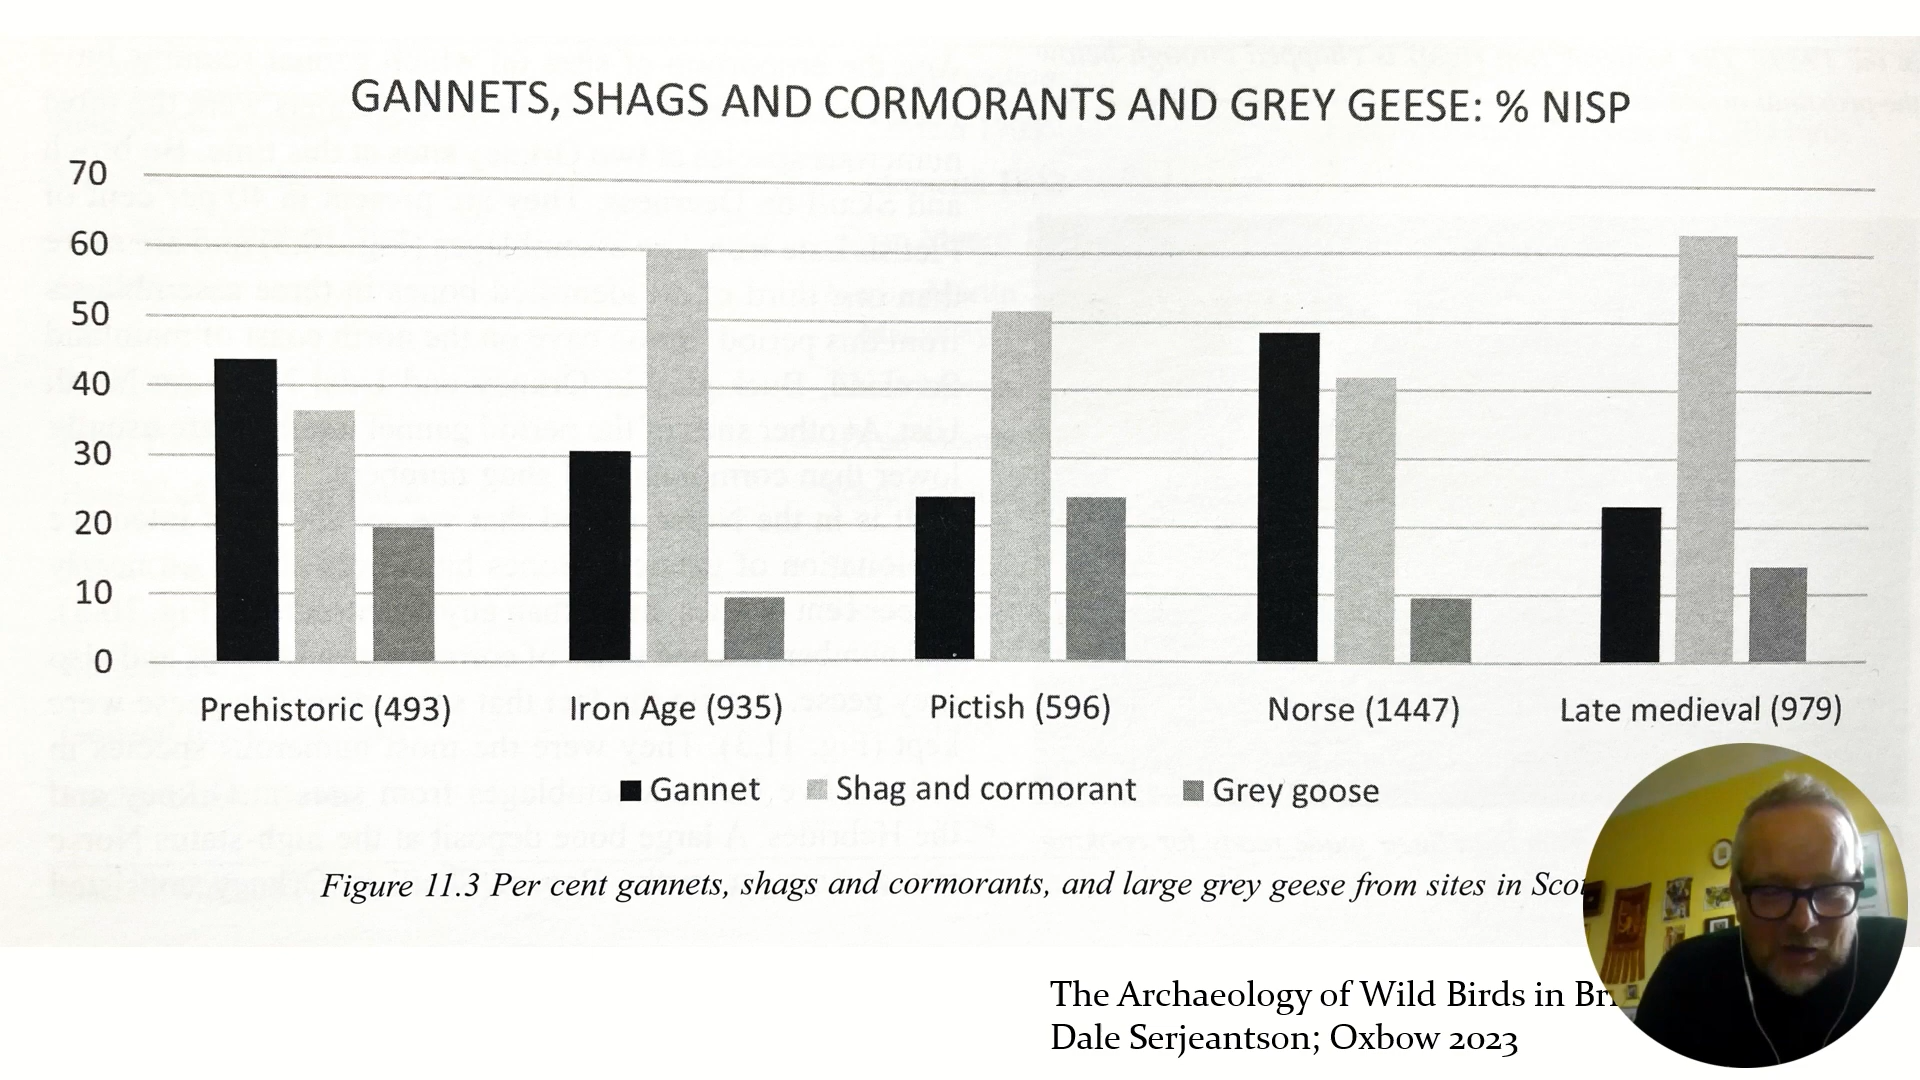 GANNETS, SHAGS AND CORMORANTS AND GREY GEESE: % NISP
70
60
50
40
30
20
10
0
Prehistoric (493) Iron Age (935) Pictish (596) Norse (1447) Late medieval (979)
Gannet Shag and cormorant Grey goose
Figure 11.3 Per cent gannets, shags and cormorants, and large grey geese from sites in
The Archaeology of Wild Birds in
Dale Serjeantson; Oxbow 2023